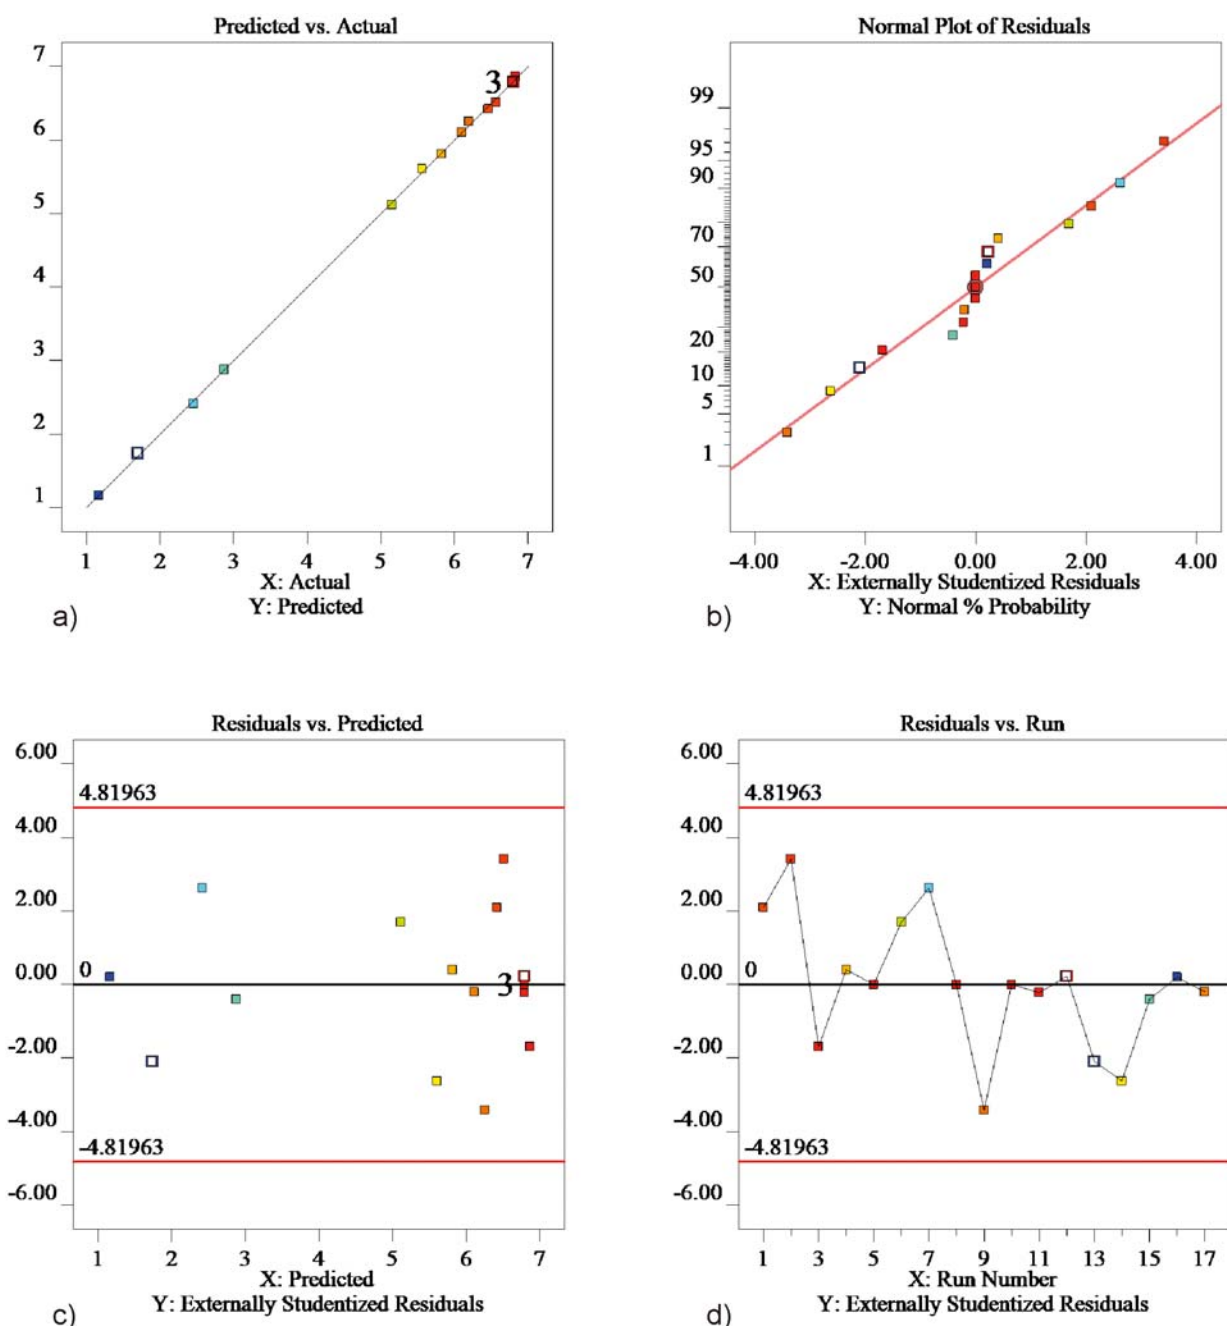 Predicted vs. Actual
7
6
5
4
3
2
1
3
1 2 3 4 5 6 7
X: Actual
Y: Predicted
a)
Normal Plot of Residuals
99
95
90
70
50
20
10
5
1
-4.00 -2.00 0.00 2.00 4.00
X: Externally Studentized Residuals
Y: Normal % Probability
b)
Residuals vs. Predicted
6.00
4.81963
4.00
2.00
0.00
0
3
-2.00
-4.00
-4.81963
-6.00
1 2 3 4 5 6 7
X: Predicted
Y: Externally Studentized Residuals
c)
Residuals vs. Run
6.00
4.81963
4.00
2.00
0.00
0
-2.00
-4.00
-4.81963
-6.00
1 3 5 7 9 11 13 15 17
X: Run Number
Y: Externally Studentized Residuals
d)